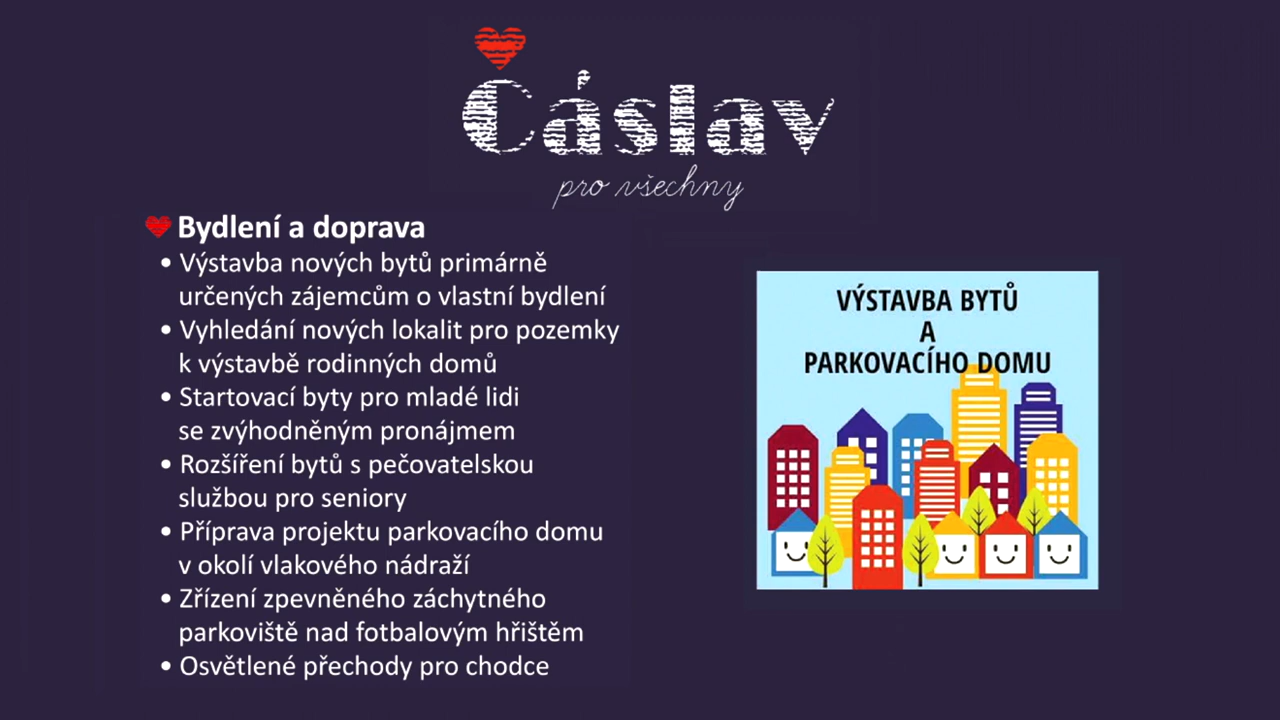 Čáslav
pro všechny
Bydlení a doprava
• Výstavba nových bytů primárně
určených zájemcům o vlastní bydlení
• Vyhledání nových lokalit pro pozemky
k výstavbě rodinných domů
• Startovací byty pro mladé lidi
se zvýhodněným pronájmem
• Rozšíření bytů s pečovatelskou
službou pro seniory
• Příprava projektu parkovacího domu
v okolí vlakového nádraží
• Zřízení zpevněného záchytného
parkoviště nad fotbalovým hřištěm
• Osvětlené přechody pro chodce
VÝSTAVBA BYTŮ
A
PARKOVACÍHO DOMU